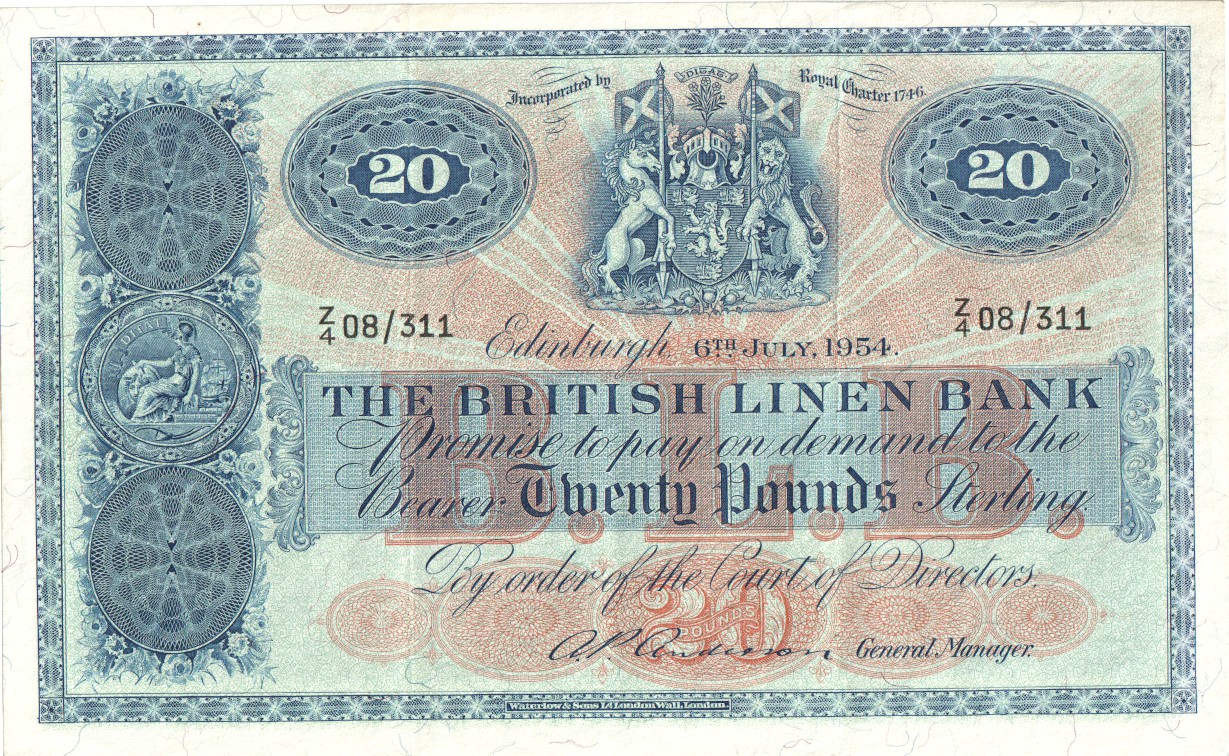 Incorporated by Royal Charter 1746.
DITAE
20 20
Z/4 08/311 Z/4 08/311
Edinburgh 6TH JULY, 1954.
THE BRITISH LINEN BANK
Promise to pay on demand to the
Bearer Twenty Pounds Sterling.
B.L.B.
By order of the Court of Directors.
20
POUNDS
A.P. Anderson General Manager.
Waterlow & Sons Ld London Wall, London.